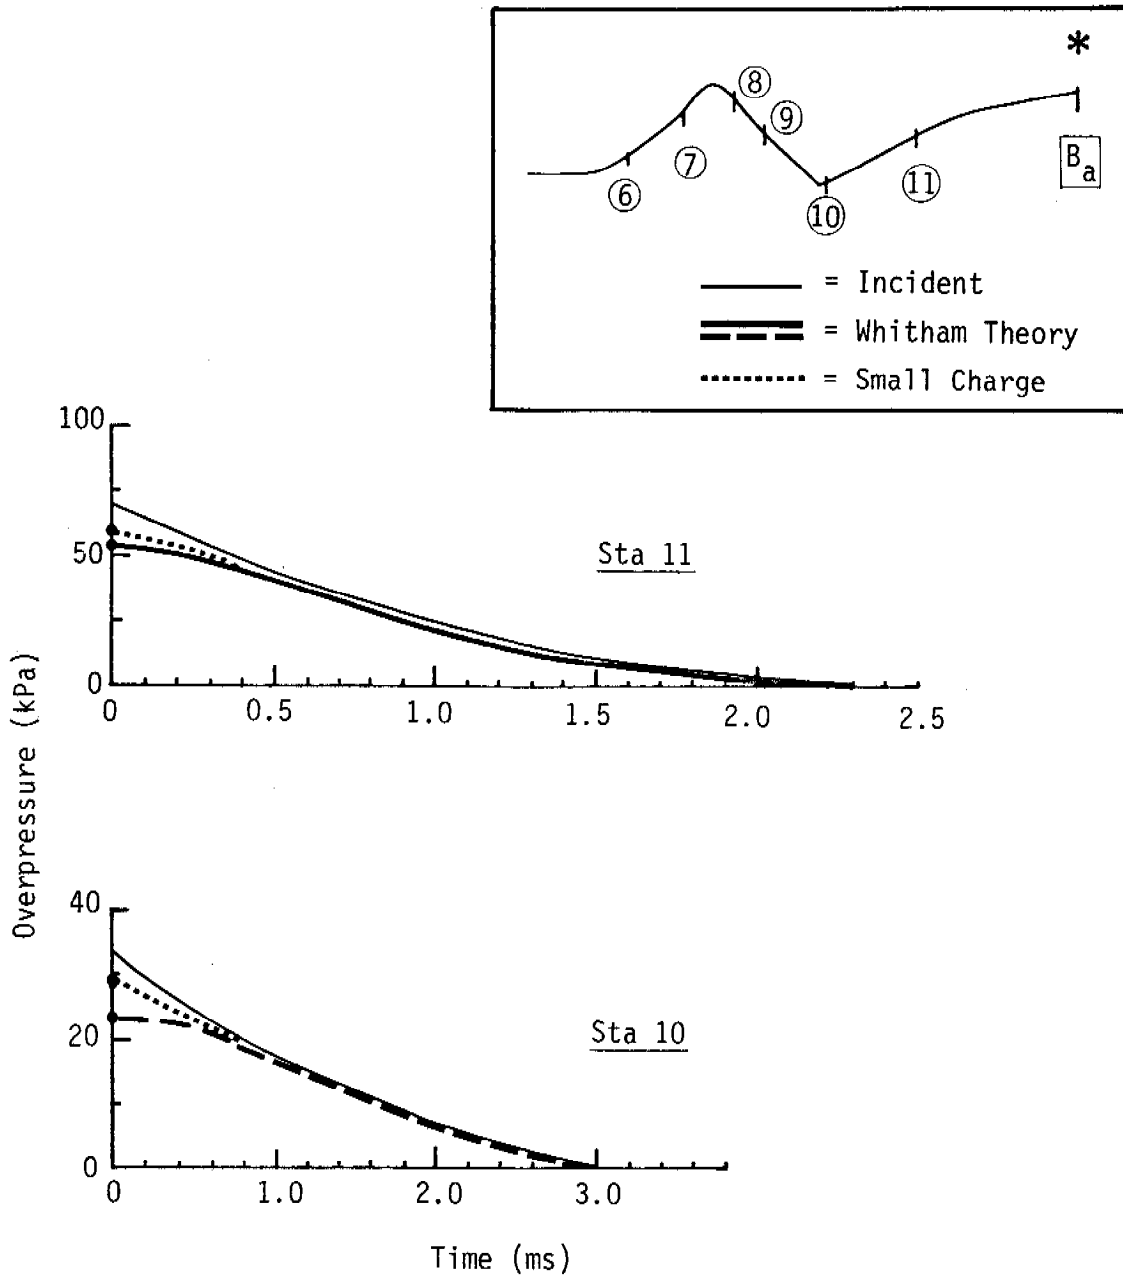 *
⑧
⑨
⑦
⑥
⑩
⑪
Ba
= Incident
= Whitham Theory
= Small Charge
100
50
0
Sta 11
0 0.5 1.0 1.5 2.0 2.5
Overpressure (kPa)
40
20
0
Sta 10
0 1.0 2.0 3.0
Time (ms)